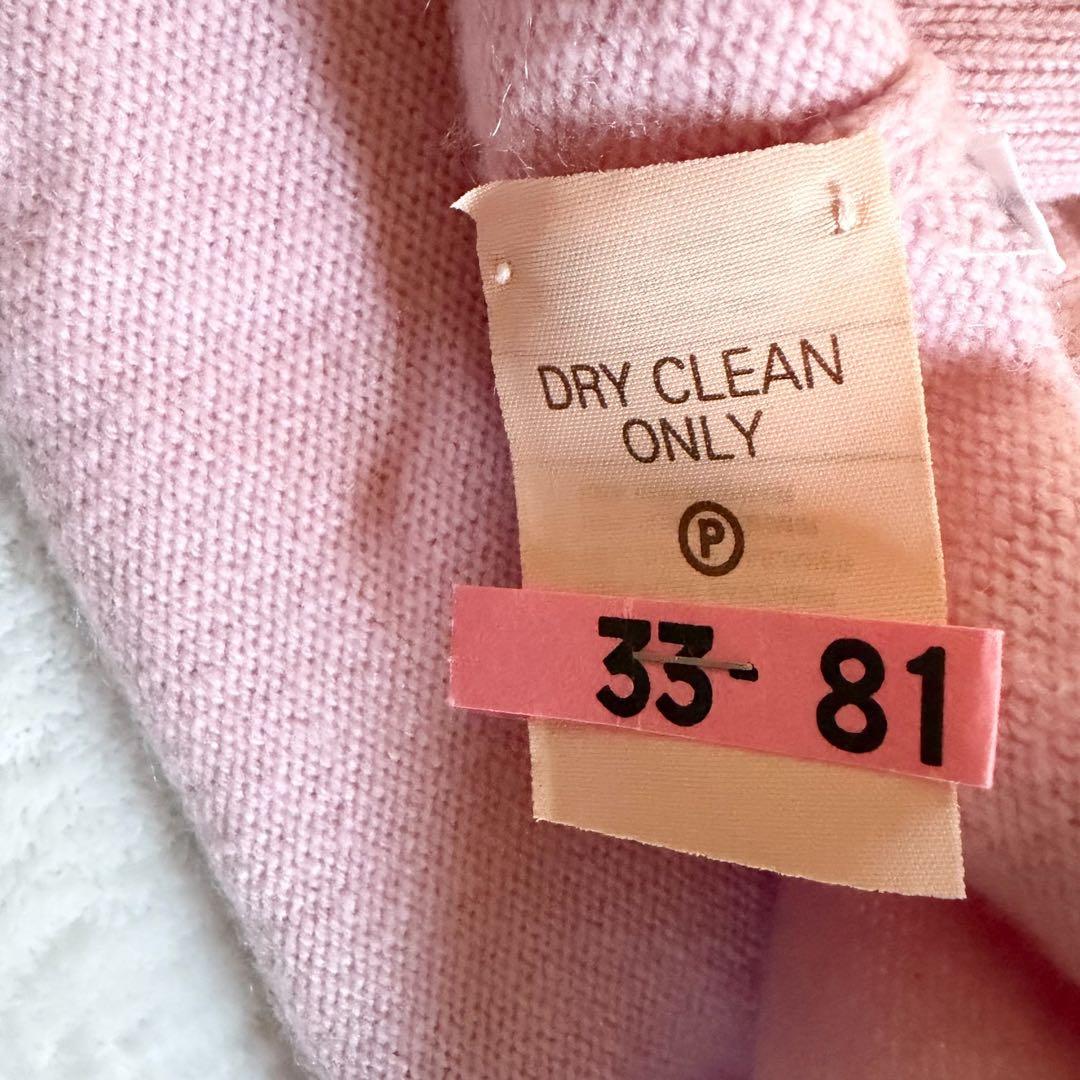 DRY CLEAN
ONLY
P
33- 81